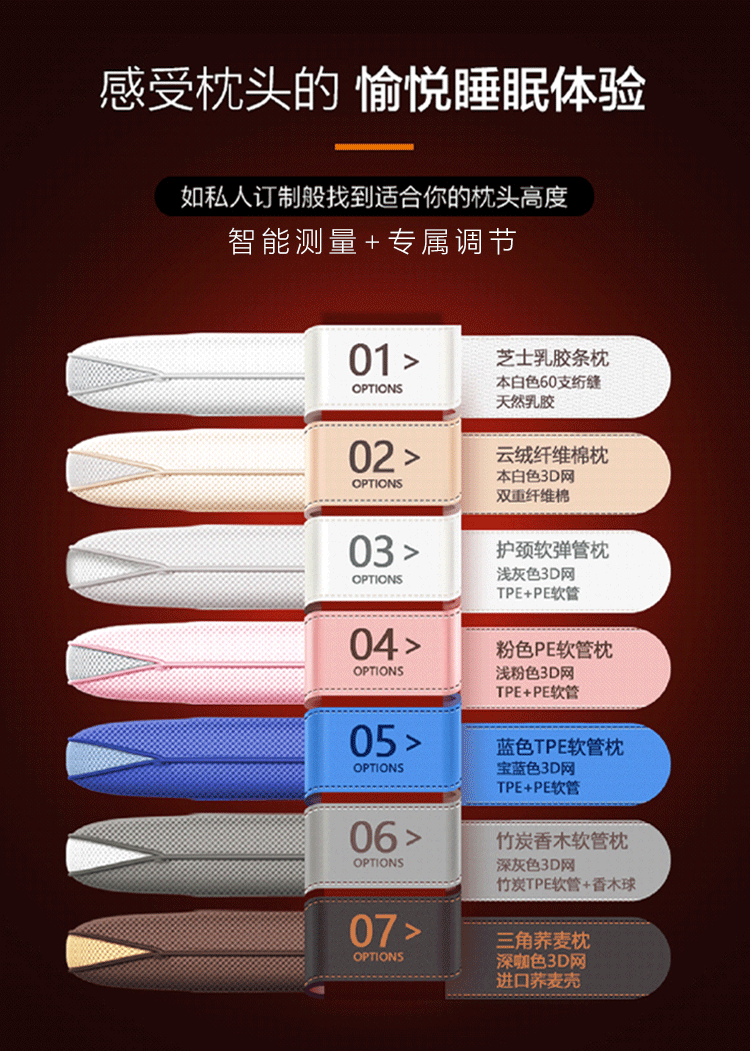 感受枕头的 愉悦睡眠体验
如私人订制般找到适合你的枕头高度
智能测量+专属调节
01 >
OPTIONS
芝士乳胶条枕
本白色60支绗缝
天然乳胶
02 >
OPTIONS
云绒纤维棉枕
本白色3D网
双重纤维棉
03 >
OPTIONS
护颈软弹管枕
浅灰色3D网
TPE+PE软管
04 >
OPTIONS
粉色PE软管枕
浅粉色3D网
TPE+PE软管
05 >
OPTIONS
蓝色TPE软管枕
宝蓝色3D网
TPE+PE软管
06 >
OPTIONS
竹炭香木软管枕
深灰色3D网
竹炭TPE软管+香木球
07 >
OPTIONS
三角荞麦枕
深咖色3D网
进口荞麦壳